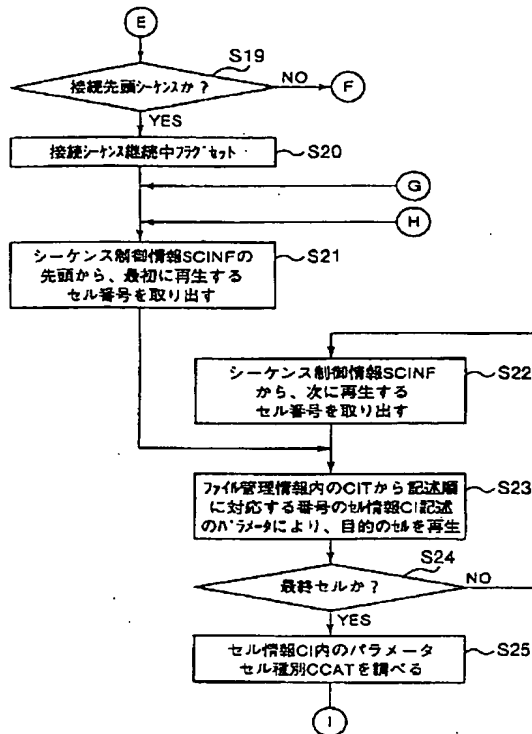 E
S19
接続先頭シーケンスか？
NO
F
YES
接続シーケンス継続中フラグセット
S20
G
H
シーケンス制御情報SCINFの
先頭から、最初に再生する
セル番号を取り出す
S21
シーケンス制御情報SCINF
から、次に再生する
セル番号を取り出す
S22
ファイル管理情報内のCITから記述順
に対応する番号のセル情報CI記述
のパラメータにより、目的のセルを再生
S23
S24
最終セルか？
NO
YES
セル情報CI内のパラメータ
セル種別CCATを調べる
S25
I